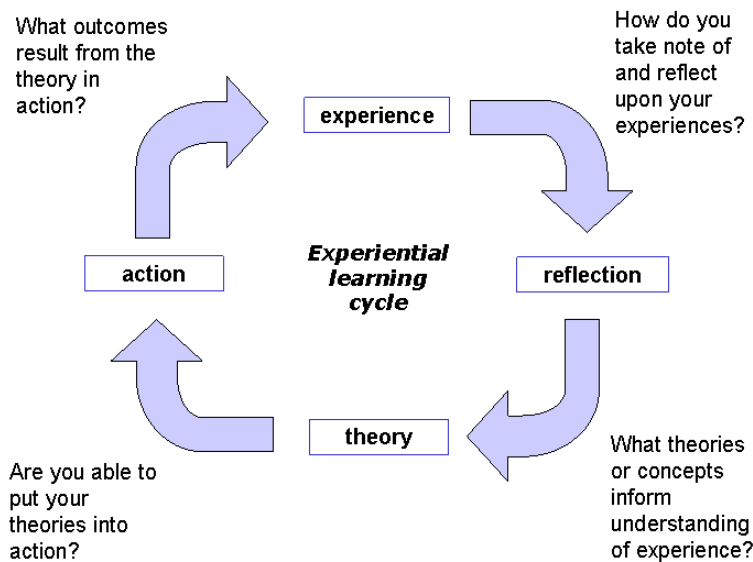 What outcomes
result from the
theory in
action?
How do you
take note of
and reflect
upon your
experiences?
experience
action
Experiential
learning
cycle
reflection
theory
Are you able to
put your
theories into
action?
What theories
or concepts
inform
understanding
of experience?